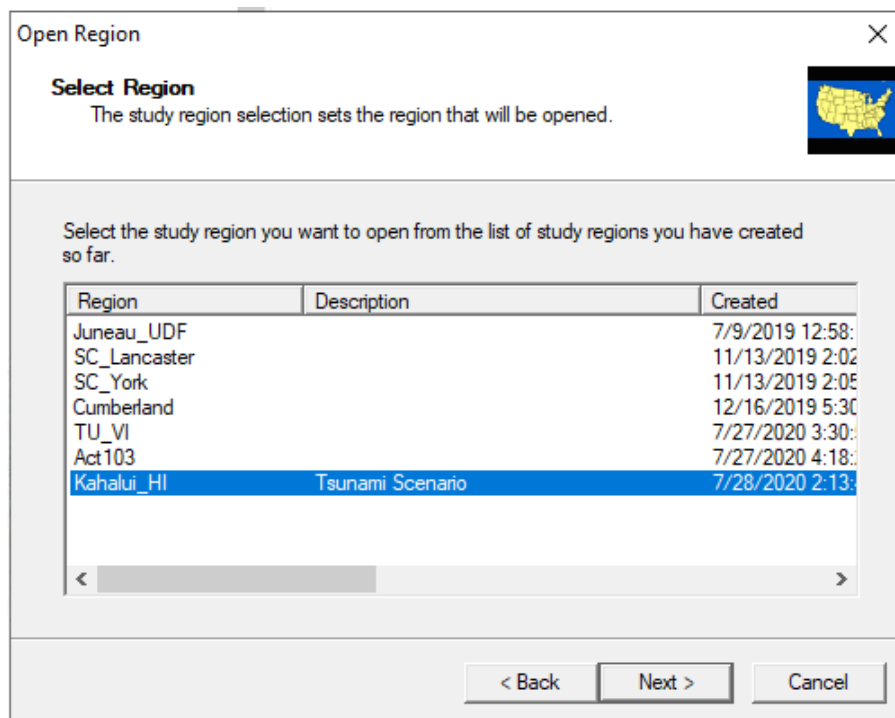 Open Region
Select Region
The study region selection sets the region that will be opened.
Select the study region you want to open from the list of study regions you have created
so far.
Region Description Created
Juneau_UDF 7/9/2019 12:58:
SC_Lancaster 11/13/2019 2:02
SC_York 11/13/2019 2:05
Cumberland 12/16/2019 5:30
TU_VI 7/27/2020 3:30:
Act103 7/27/2020 4:18:
Kahalui_HI Tsunami Scenario 7/28/2020 2:13:
< Back Next > Cancel